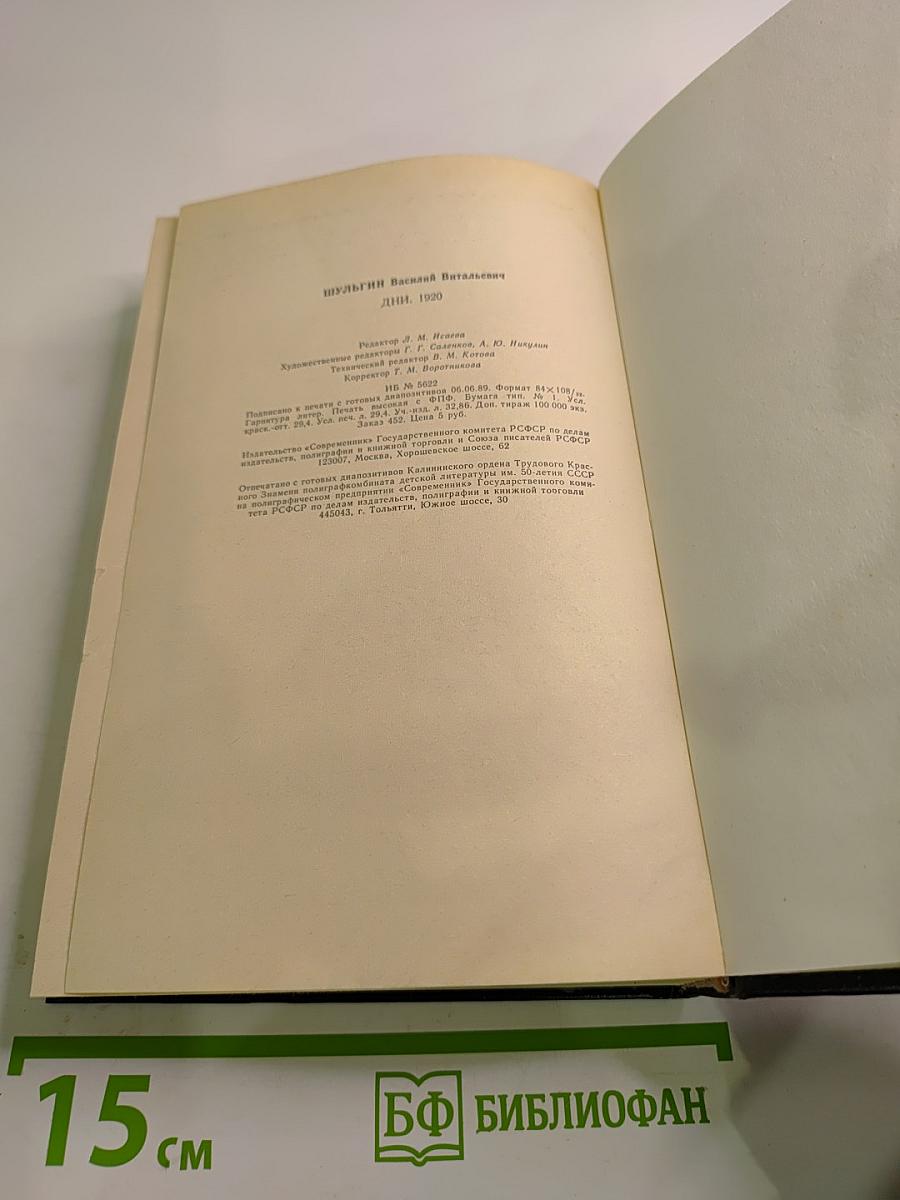 ШУЛЬГИН Василий Витальевич
ДНИ. 1920
Редактор Л. М. Исаева
Художественные редакторы Г. Г. Саленков, А. Ю. Никулин
Технический редактор В. М. Котова
Корректор Т. М. Воротникова
ИБ № 5622
Подписано к печати с готовых диапозитивов 06.06.89. Формат 84×108/32.
Гарнитура литер. Печать высокая с ФПФ. Бумага тип. № 1. Усл.
краск.-отт. 29,4. Усл. печ. л. 29,4. Уч.-изд. л. 32,86. Доп. тираж 100 000 экз.
Заказ 452. Цена 5 руб.
Издательство «Современник» Государственного комитета РСФСР по делам
издательств, полиграфии и книжной торговли и Союза писателей РСФСР
123007, Москва, Хорошевское шоссе, 62
Отпечатано с готовых диапозитивов Калининского ордена Трудового Крас-
ного Знамени полиграфкомбината детской литературы им. 50-летия СССР
на полиграфическом предприятии «Современник» Государственного коми-
тета РСФСР по делам издательств, полиграфии и книжной торговли
445043, г. Тольятти, Южное шоссе, 30
15 см
БФ БИБЛИОФАН